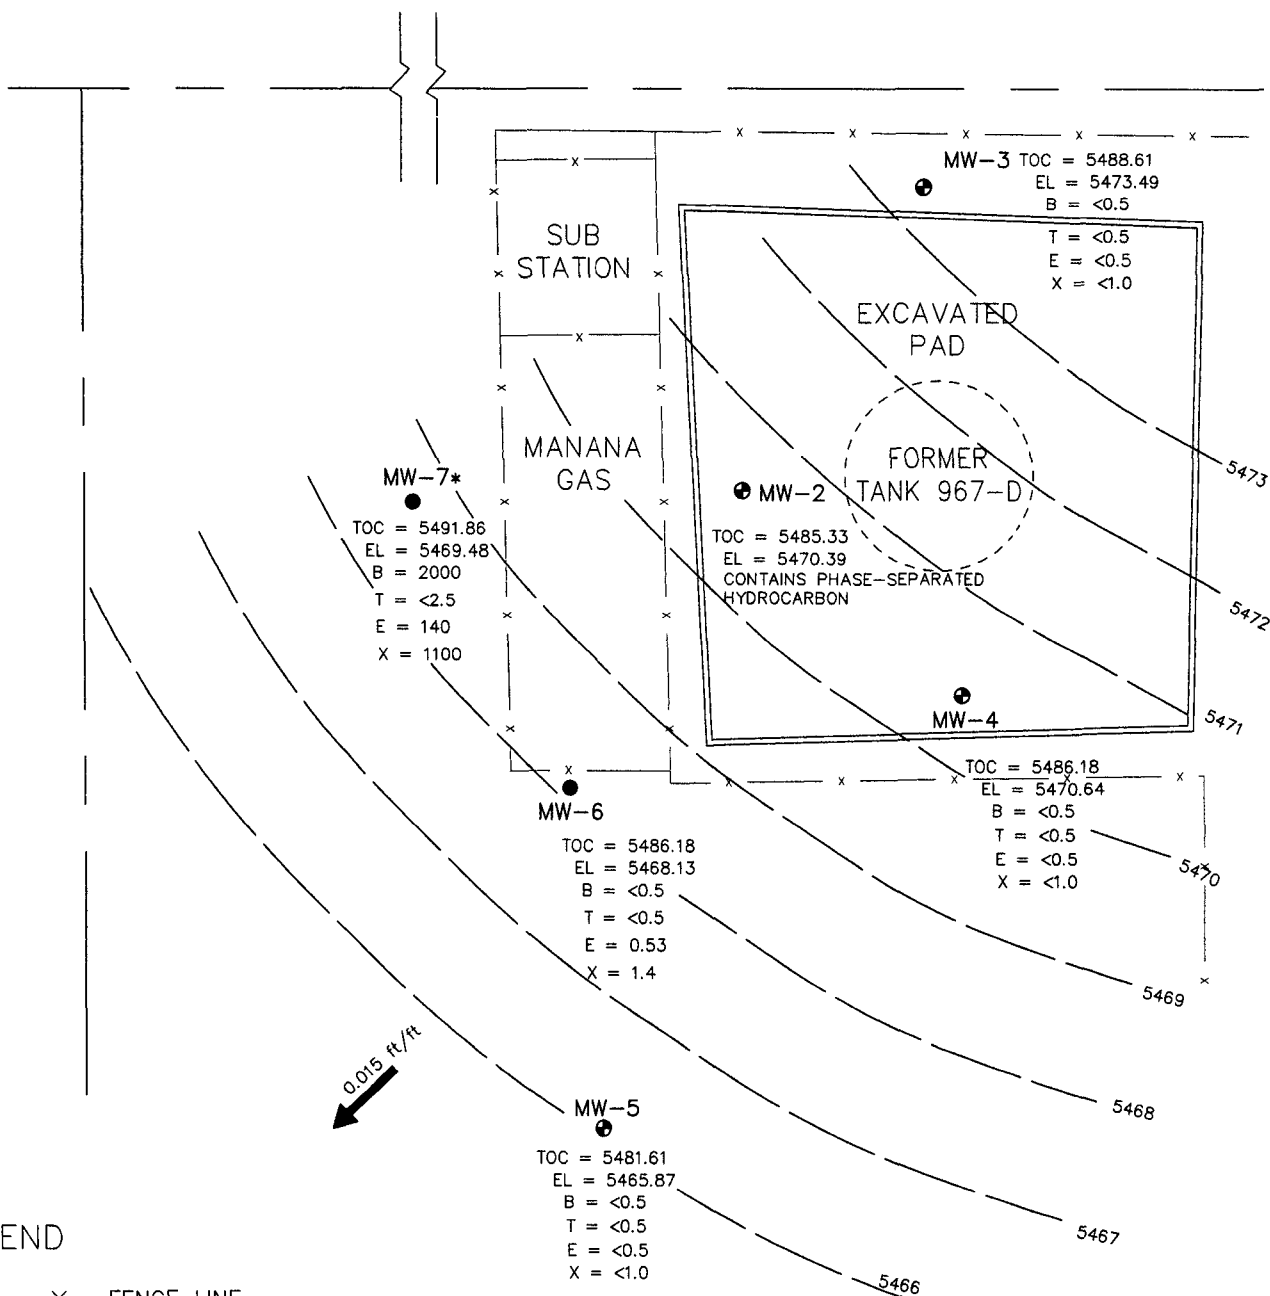 MW-3 TOC = 5488.61
EL = 5473.49
B = <0.5
T = <0.5
E = <0.5
X = <1.0
SUB
STATION
EXCAVATED
PAD
MANANA
GAS
FORMER
TANK 967-D
5473
MW-7*
TOC = 5491.86
EL = 5469.48
B = 2000
T = <2.5
E = 140
X = 1100
MW-2
TOC = 5485.33
EL = 5470.39
CONTAINS PHASE-SEPARATED
HYDROCARBON
5472
MW-4
5471
TOC = 5486.18
EL = 5470.64
B = <0.5
T = <0.5
E = <0.5
X = <1.0
5470
MW-6
TOC = 5486.18
EL = 5468.13
B = <0.5
T = <0.5
E = 0.53
X = 1.4
5469
0.015 ft/ft
5468
MW-5
TOC = 5481.61
EL = 5465.87
B = <0.5
T = <0.5
E = <0.5
X = <1.0
5467
5466
END